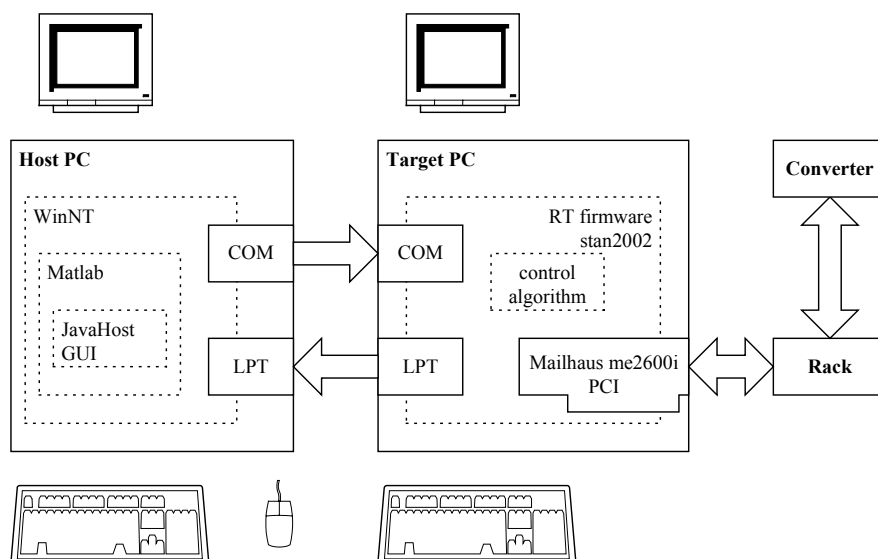 Host PC
WinNT
Matlab
JavaHost
GUI
COM
LPT
Target PC
RT firmware
stan2002
COM
control
algorithm
LPT
Mailhaus me2600i
PCI
Converter
Rack